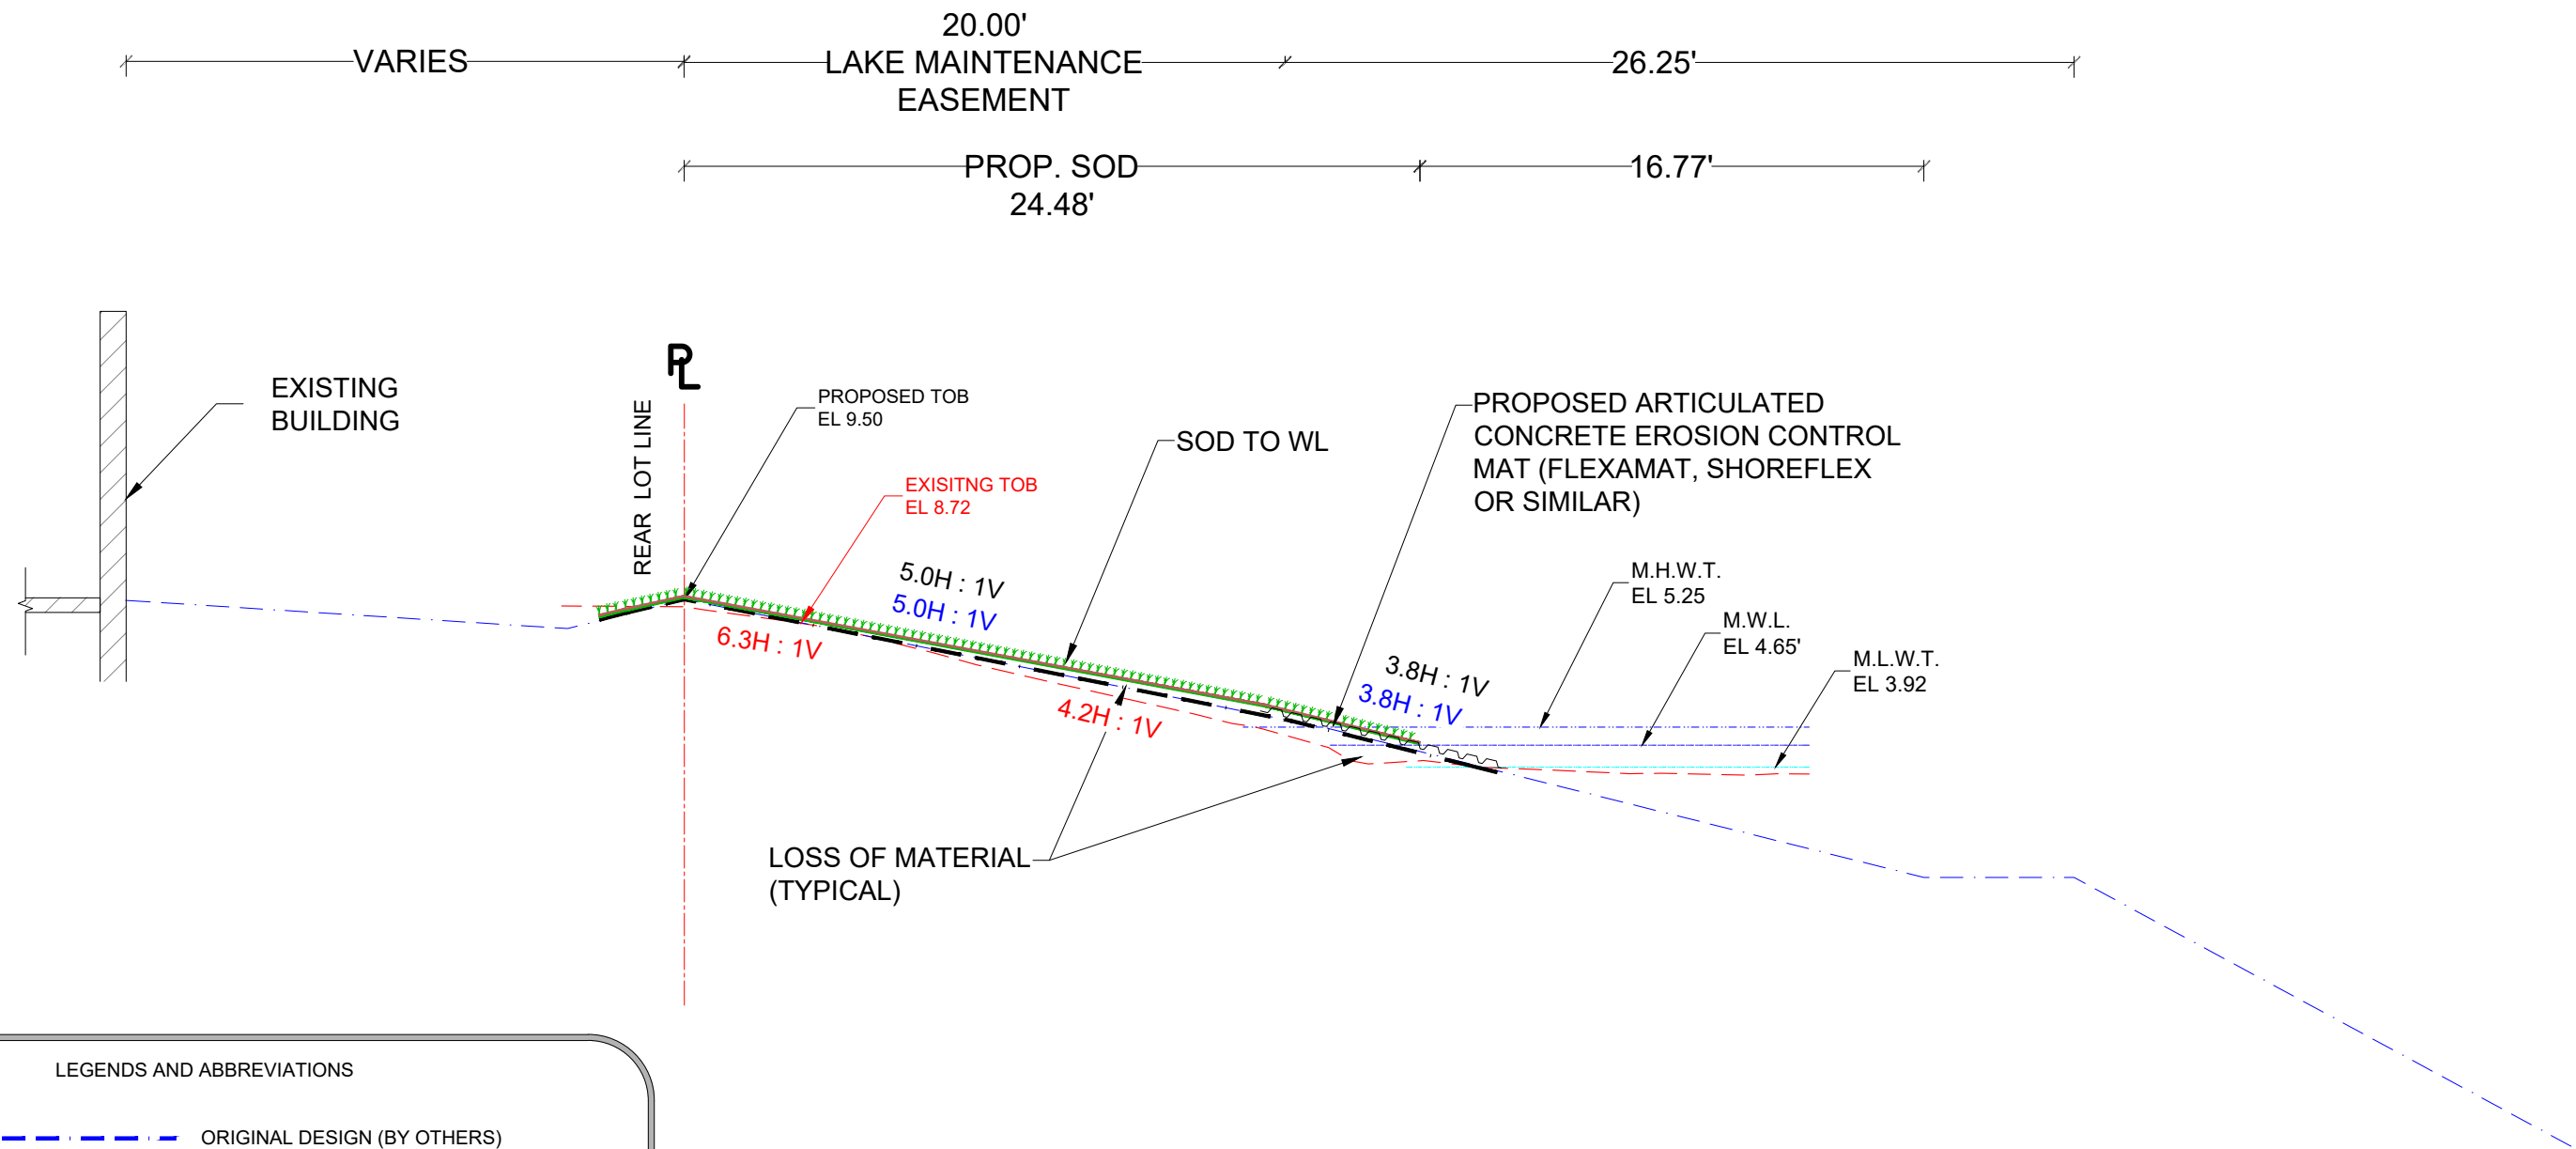 20.00'
VARIES
LAKE MAINTENANCE
26.25'
EASEMENT
PROP. SOD
16.77'
24.48'
PL
EXISTING
BUILDING
REAR LOT LINE
PROPOSED TOB
EL 9.50
EXISITNG TOB
EL 8.72
SOD TO WL
PROPOSED ARTICULATED
CONCRETE EROSION CONTROL
MAT (FLEXAMAT, SHOREFLEX
OR SIMILAR)
5.0H : 1V
5.0H : 1V
6.3H : 1V
4.2H : 1V
3.8H : 1V
3.8H : 1V
M.H.W.T.
EL 5.25
M.W.L.
EL 4.65'
M.L.W.T.
EL 3.92
LOSS OF MATERIAL
(TYPICAL)
LEGENDS AND ABBREVIATIONS
ORIGINAL DESIGN (BY OTHERS)